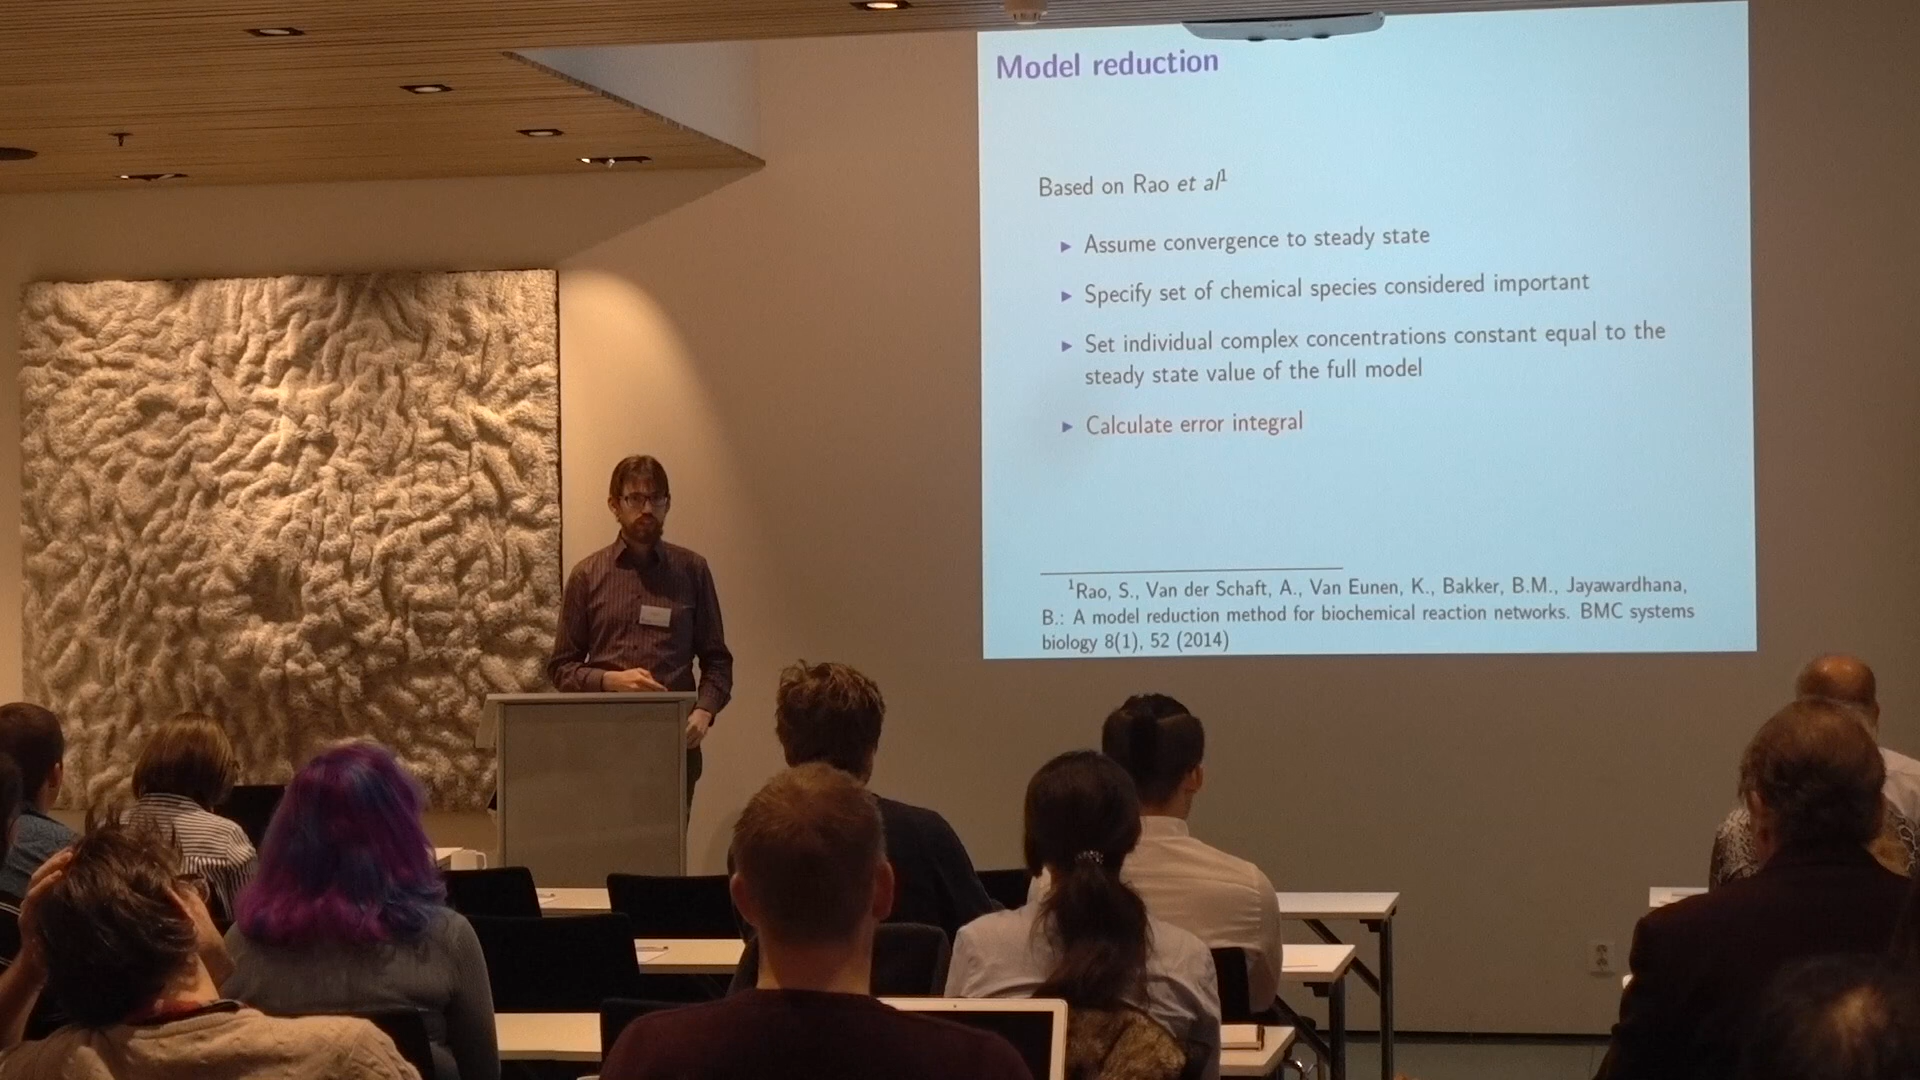 Model reduction
Based on Rao et al1
▶ Assume convergence to steady state
▶ Specify set of chemical species considered important
▶ Set individual complex concentrations constant equal to the
steady state value of the full model
▶ Calculate error integral
1Rao, S., Van der Schaft, A., Van Eunen, K., Bakker, B.M., Jayawardhana,
B.: A model reduction method for biochemical reaction networks. BMC systems
biology 8(1), 52 (2014)